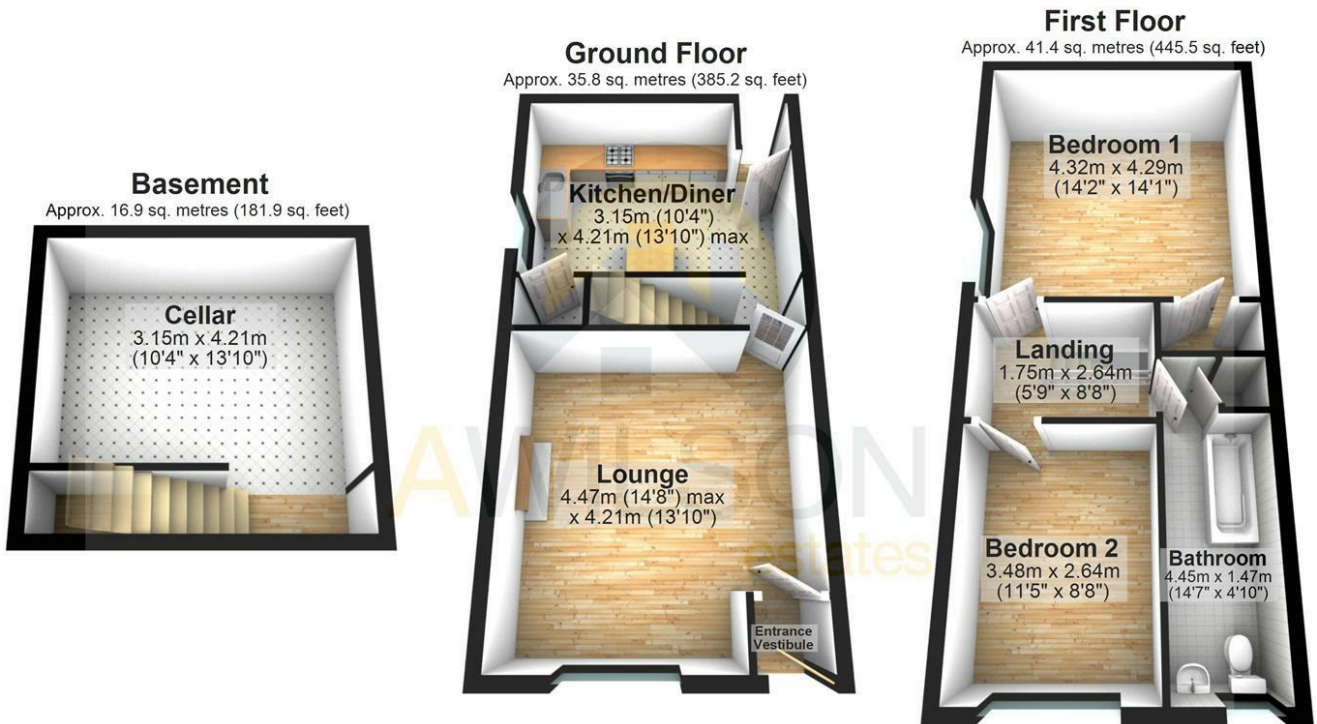 Basement
Approx. 16.9 sq. metres (181.9 sq. feet)
Cellar
3.15m x 4.21m
(10'4" x 13'10")
Ground Floor
Approx. 35.8 sq. metres (385.2 sq. feet)
Kitchen/Diner
3.15m (10'4")
x 4.21m (13'10") max
Lounge
4.47m (14'8") max
x 4.21m (13'10")
Entrance
Vestibule
First Floor
Approx. 41.4 sq. metres (445.5 sq. feet)
Bedroom 1
4.32m x 4.29m
(14'2" x 14'1")
Landing
1.75m x 2.64m
(5'9" x 8'8")
Bedroom 2
3.48m x 2.64m
(11'5" x 8'8")
Bathroom
4.45m x 1.47m
(14'7" x 4'10")
AWILSON
estates